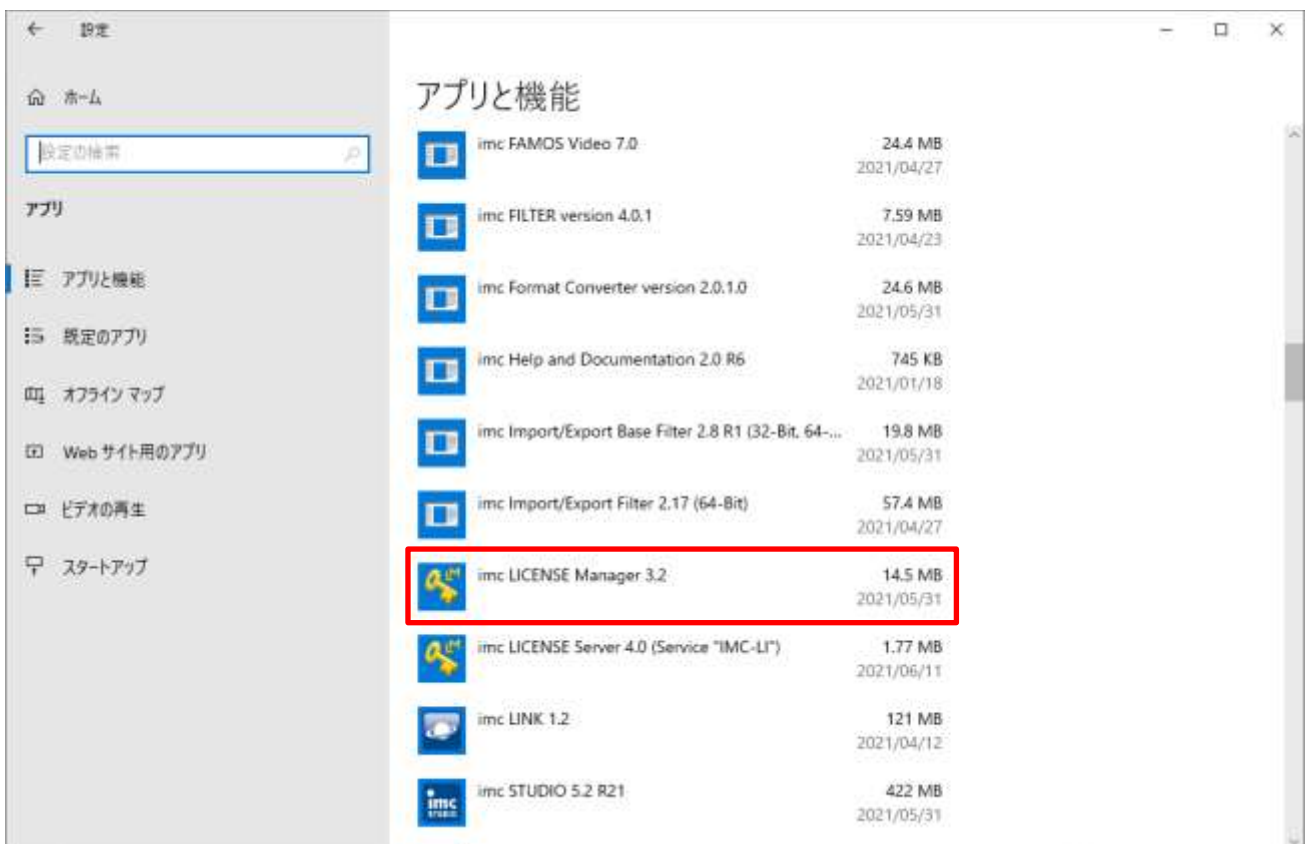 設定
ホーム
設定の検索
アプリ
アプリと機能
既定のアプリ
オフライン マップ
Web サイト用のアプリ
ビデオの再生
スタートアップ
アプリと機能
imc FAMOS Video 7.0 24.4 MB
2021/04/27
imc FILTER version 4.0.1 7.59 MB
2021/04/23
imc Format Converter version 2.0.1.0 24.6 MB
2021/05/31
imc Help and Documentation 2.0 R6 745 KB
2021/01/18
imc Import/Export Base Filter 2.8 R1 (32-Bit, 64-... 19.8 MB
2021/05/31
imc Import/Export Filter 2.17 (64-Bit) 57.4 MB
2021/04/27
LM
imc LICENSE Manager 3.2 14.5 MB
2021/05/31
LM
imc LICENSE Server 4.0 (Service "IMC-LI") 1.77 MB
2021/06/11
imc LINK 1.2 121 MB
2021/04/12
imc
STUDIO
imc STUDIO 5.2 R21 422 MB
2021/05/31